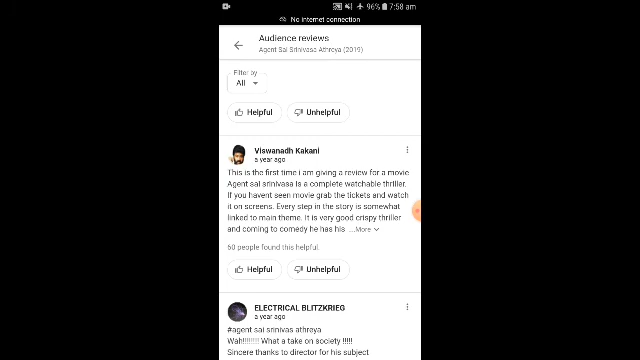 96% 7:58 am
No internet connection
Audience reviews
Agent Sai Srinivasa Athreya (2019)
Filter by
All
Helpful
Unhelpful
Viswanadh Kakani
a year ago
This is the first time i am giving a review for a movie
Agent sai srinivasa is a complete watchable thriller.
If you havent seen movie grab the tickets and watch
it on screens. Every step in the story is somewhat
linked to main theme. It is very good crispy thriller
and coming to comedy he has his ...More
60 people found this helpful.
Helpful
Unhelpful
ELECTRICAL BLITZKRIEG
a year ago
#agent sai srinivas athreya
Wah!!!!!!!! What a take on society !!!!!
Sincere thanks to director for his subject